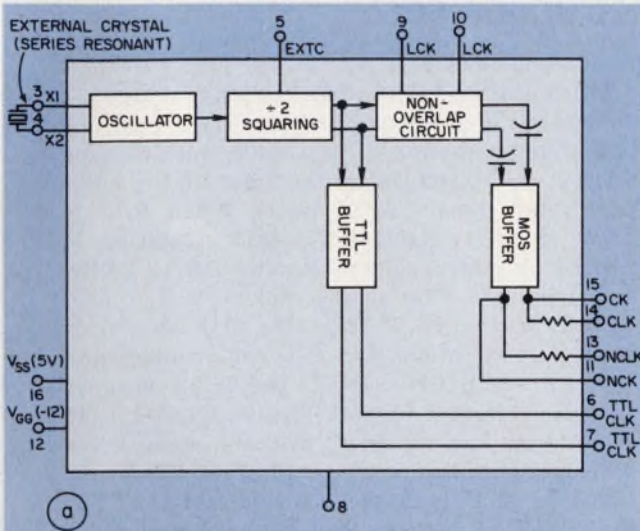 EXTERNAL CRYSTAL
(SERIES RESONANT)
5
EXTC
9
LCK
10
LCK
3 X1
4
X2
OSCILLATOR
÷ 2
SQUARING
NON-
OVERLAP
CIRCUIT
TTL
BUFFER
MOS
BUFFER
15
CK
14
CLK
13
NCLK
11
NCK
6 TTL
CLK
7 TTL
CLK
VSS (5V)
16
VGG (-12)
12
8
a